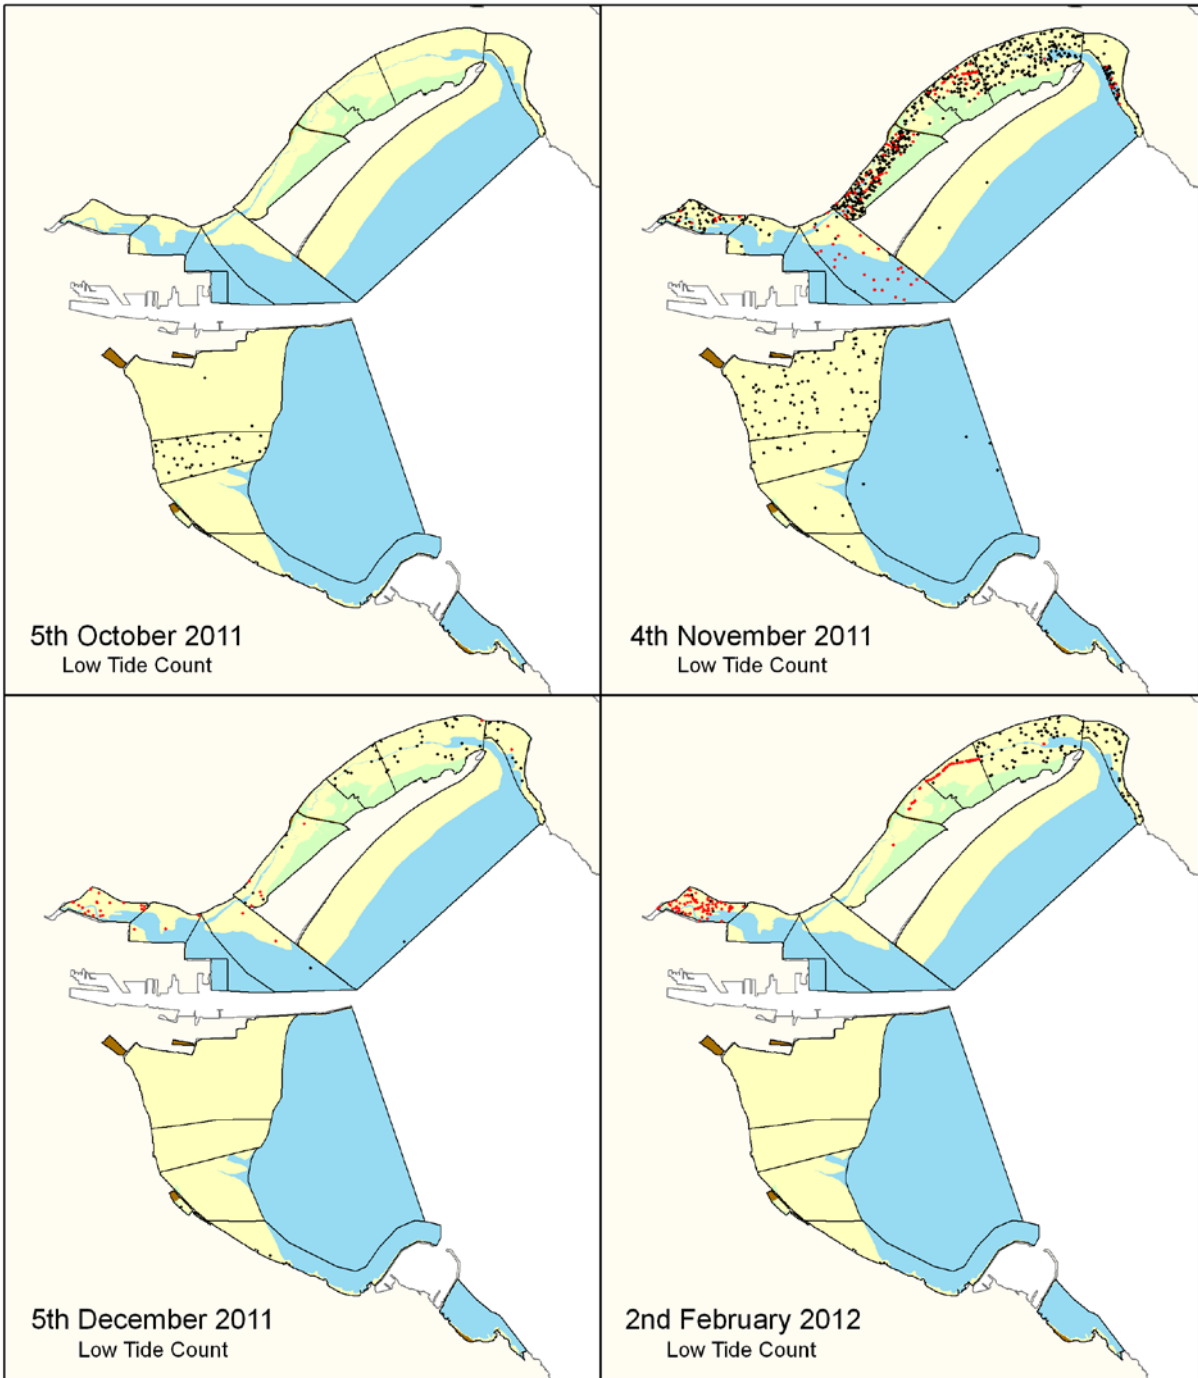 5th October 2011
Low Tide Count
4th November 2011
Low Tide Count
5th December 2011
Low Tide Count
2nd February 2012
Low Tide Count